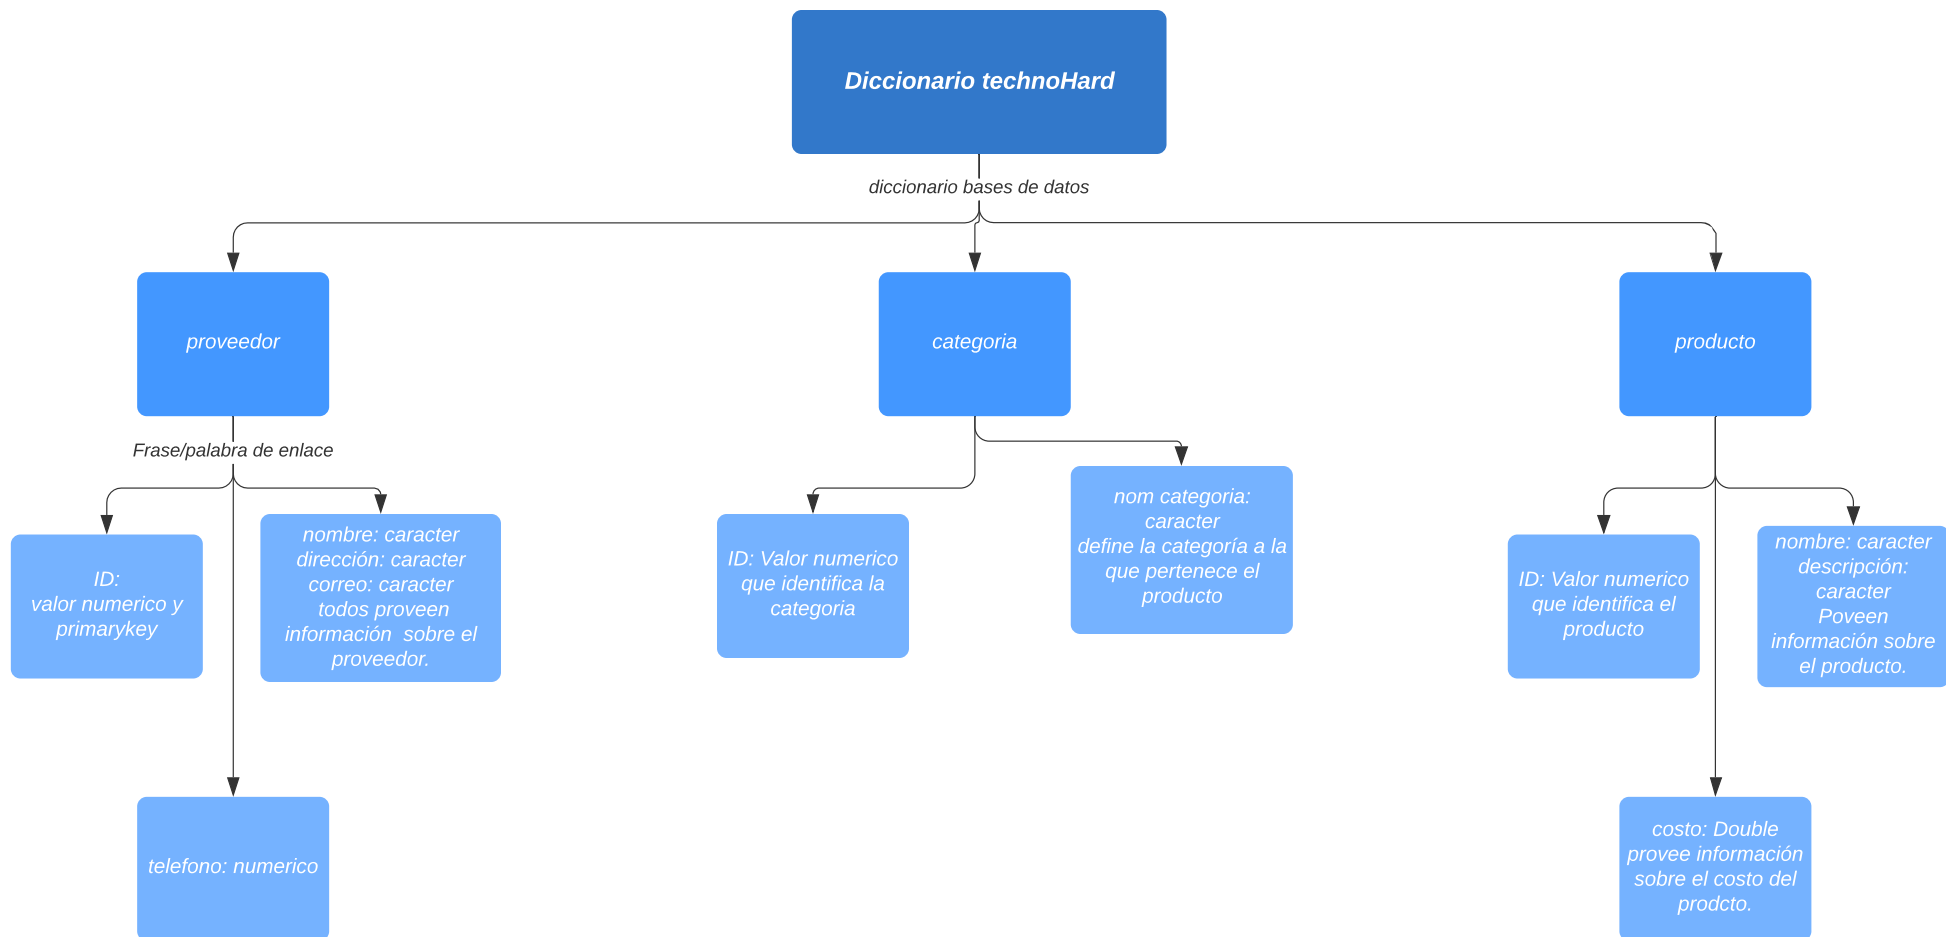 Diccionario technoHard
diccionario bases de datos
proveedor
categoria
producto
Frase/palabra de enlace
ID:
valor numerico y
primarykey
nombre: caracter
dirección: caracter
correo: caracter
todos proveen
información  sobre el
proveedor.
ID: Valor numerico
que identifica la
categoria
nom categoria:
caracter
define la categoría a la
que pertenece el
producto
ID: Valor numerico
que identifica el
producto
nombre: caracter
descripción:
caracter
Poveen
información sobre
el producto.
telefono: numerico
costo: Double
provee información
sobre el costo del
prodcto.